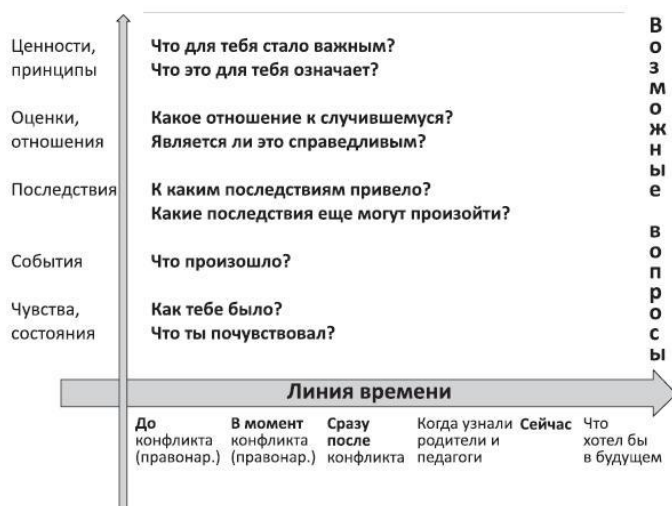 Ценности,
принципы
Что для тебя стало важным?
Что это для тебя означает?
Оценки,
отношения
Какое отношение к случившемуся?
Является ли это справедливым?
Последствия
К каким последствиям привело?
Какие последствия еще могут произойти?
События
Что произошло?
Чувства,
состояния
Как тебе было?
Что ты почувствовал?
Возможные вопросы
Линия времени
До
конфликта
(правонар.)
В момент
конфликта
(правонар.)
Сразу
после
конфликта
Когда узнали
родители и
педагоги
Сейчас
Что
хотел бы
в будущем